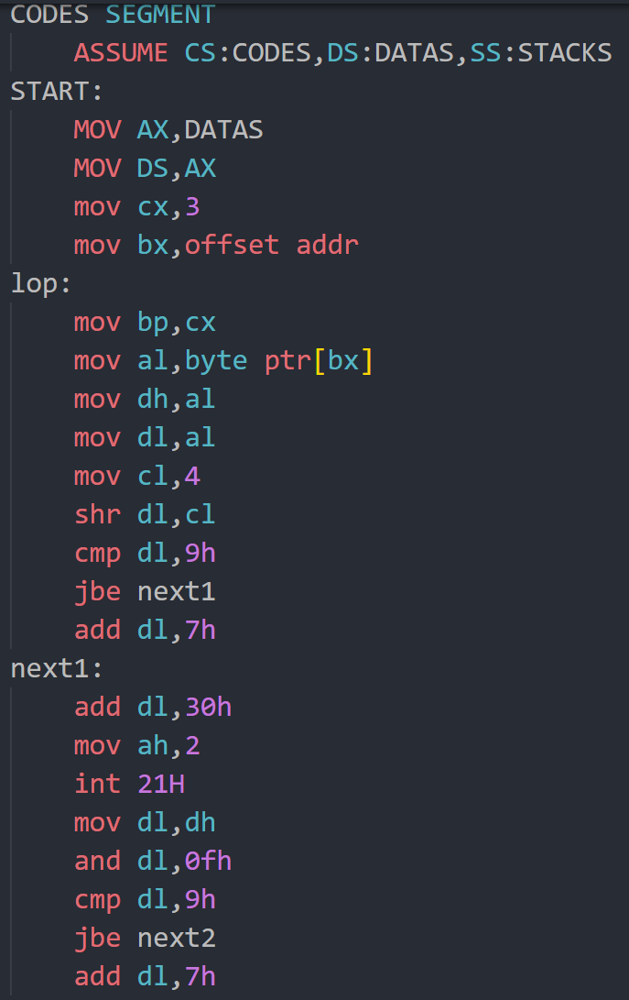 CODES SEGMENT
ASSUME CS:CODES,DS:DATAS,SS:STACKS
START:
MOV AX,DATAS
MOV DS,AX
mov cx,3
mov bx,offset addr
lop:
mov bp,cx
mov al,byte ptr[bx]
mov dh,al
mov dl,al
mov cl,4
shr dl,cl
cmp dl,9h
jbe next1
add dl,7h
next1:
add dl,30h
mov ah,2
int 21H
mov dl,dh
and dl,0fh
cmp dl,9h
jbe next2
add dl,7h